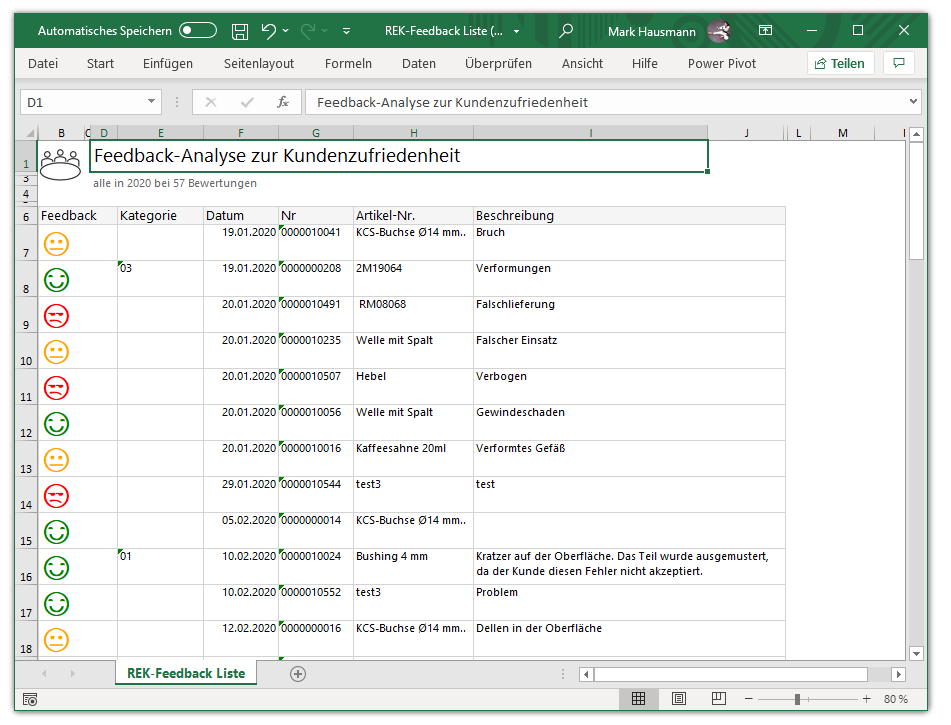 Automatisches Speichern REK-Feedback Liste (... Mark Hausmann
Datei Start Einfügen Seitenlayout Formeln Daten Überprüfen Ansicht Hilfe Power Pivot Teilen
D1 fx Feedback-Analyse zur Kundenzufriedenheit
B C D E F G H I J L M
1 Feedback-Analyse zur Kundenzufriedenheit
3 alle in 2020 bei 57 Bewertungen
4
6 Feedback Kategorie Datum Nr Artikel-Nr. Beschreibung
7 19.01.2020 0000010041 KCS-Buchse Ø14 mm.. Bruch
8 03 19.01.2020 0000000208 2M19064 Verformungen
9 20.01.2020 0000010491 RM08068 Falschlieferung
10 20.01.2020 0000010235 Welle mit Spalt Falscher Einsatz
11 20.01.2020 0000010507 Hebel Verbogen
12 20.01.2020 0000010056 Welle mit Spalt Gewindeschaden
13 20.01.2020 0000010016 Kaffeesahne 20ml Verformtes Gefäß
14 29.01.2020 0000010544 test3 test
15 05.02.2020 0000000014 KCS-Buchse Ø14 mm..
16 01 10.02.2020 0000010024 Bushing 4 mm Kratzer auf der Oberfläche. Das Teil wurde ausgemustert,
da der Kunde diesen Fehler nicht akzeptiert.
17 10.02.2020 0000010552 test3 Problem
18 12.02.2020 0000000016 KCS-Buchse Ø14 mm.. Dellen in der Oberfläche
REK-Feedback Liste
80 %